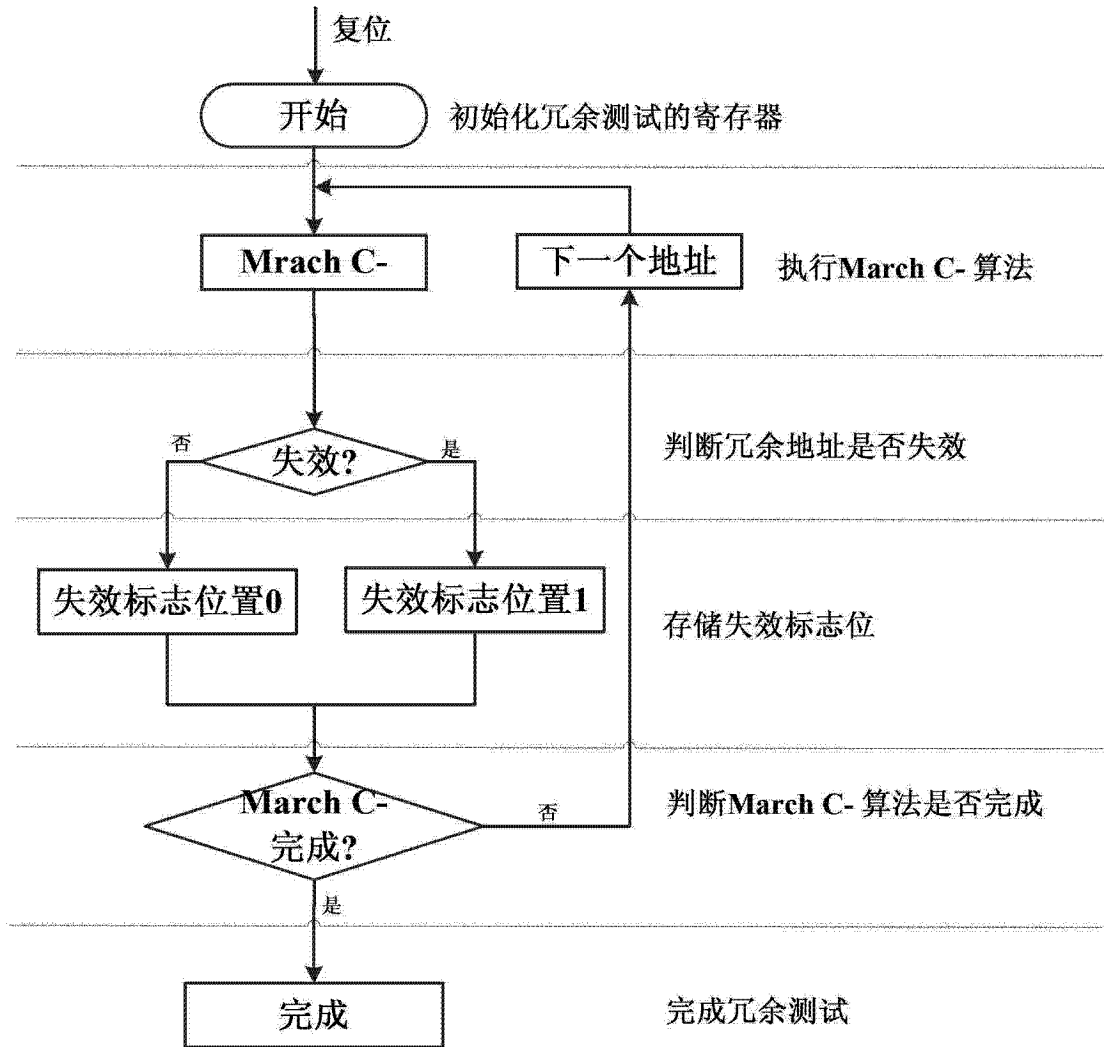 复位
开始
初始化冗余测试的寄存器
Mrach C-
下一个地址
执行March C- 算法
否
失效?
是
判断冗余地址是否失效
失效标志位置0
失效标志位置1
存储失效标志位
March C-
完成?
否
判断March C- 算法是否完成
是
完成
完成冗余测试